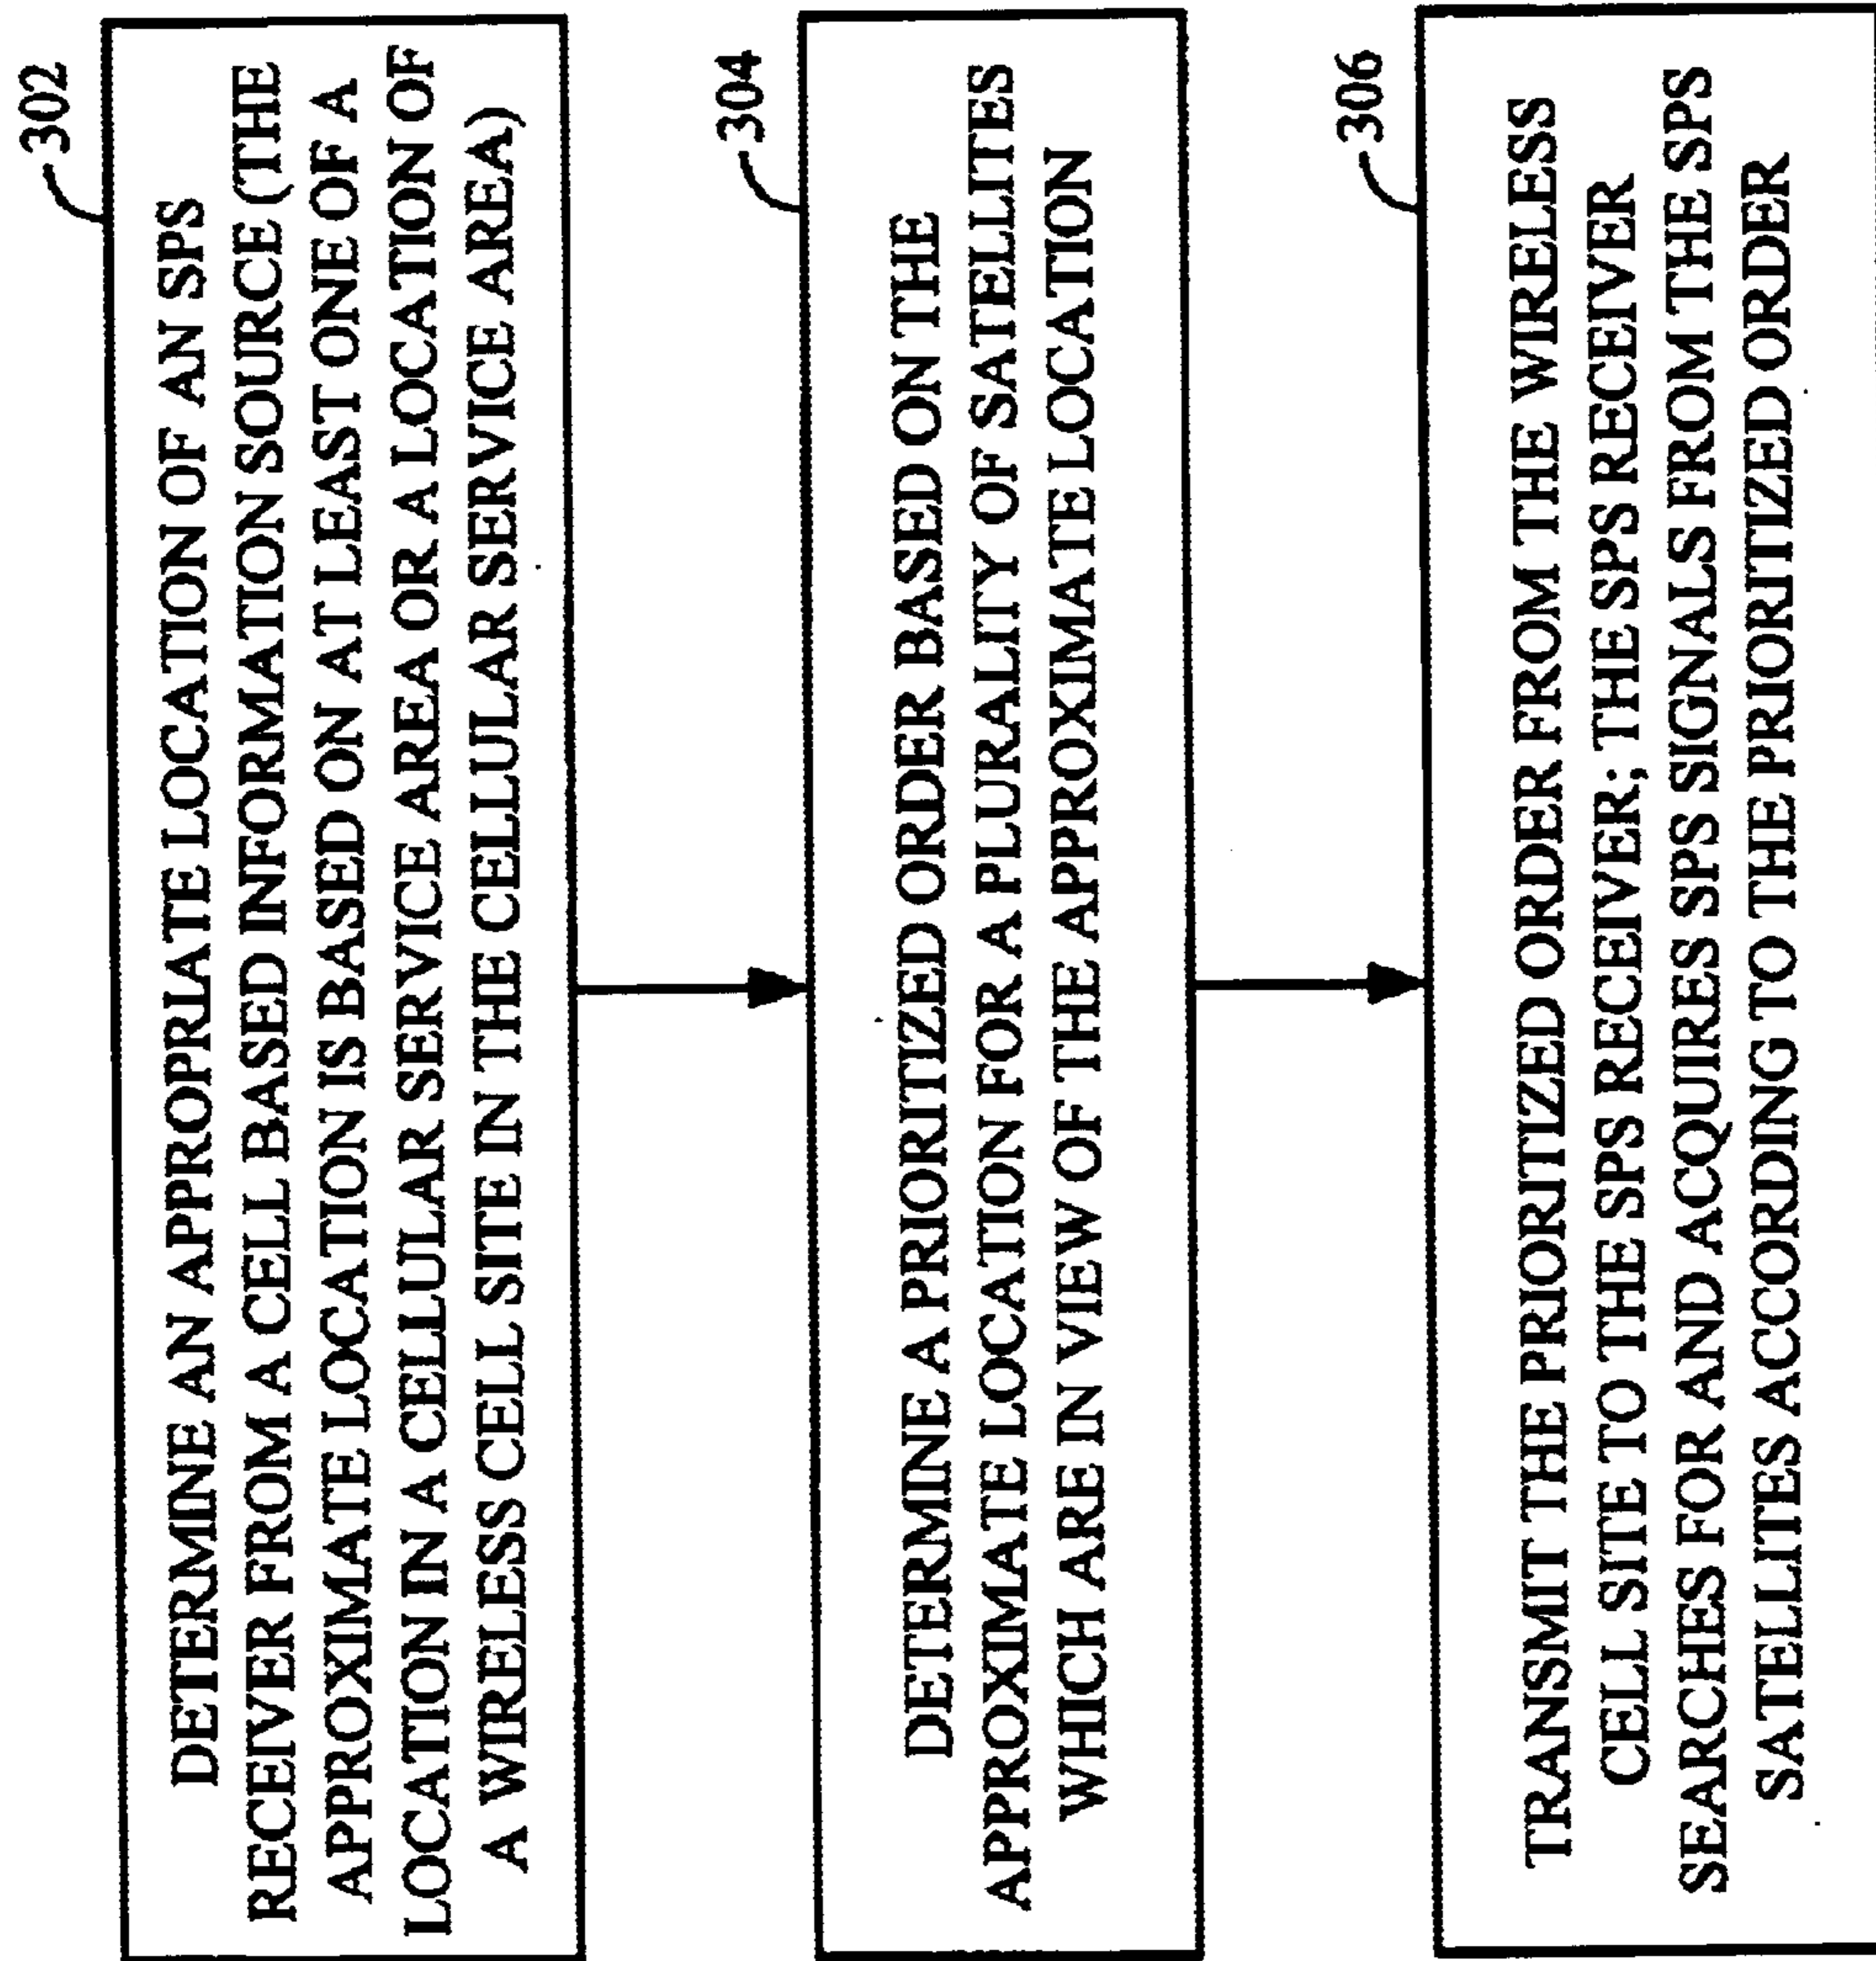 302
DETERMINE AN APPROPRIATE LOCATION OF AN SPS
RECEIVER FROM A CELL BASED INFORMATION SOURCE (THE
APPROXIMATE LOCATION IS BASED ON AT LEAST ONE OF A
LOCATION IN A CELLULAR SERVICE AREA OR A LOCATION OF
A WIRELESS CELL SITE IN THE CELLULAR SERVICE AREA)
304
DETERMINE A PRIORITIZED ORDER BASED ON THE
APPROXIMATE LOCATION FOR A PLURALITY OF SATELLITES
WHICH ARE IN VIEW OF THE APPROXIMATE LOCATION
306
TRANSMIT THE PRIORITIZED ORDER FROM THE WIRELESS
CELL SITE TO THE SPS RECEIVER; THE SPS RECEIVER
SEARCHES FOR AND ACQUIRES SPS SIGNALS FROM THE SPS
SATELLITES ACCORDING TO THE PRIORITIZED ORDER